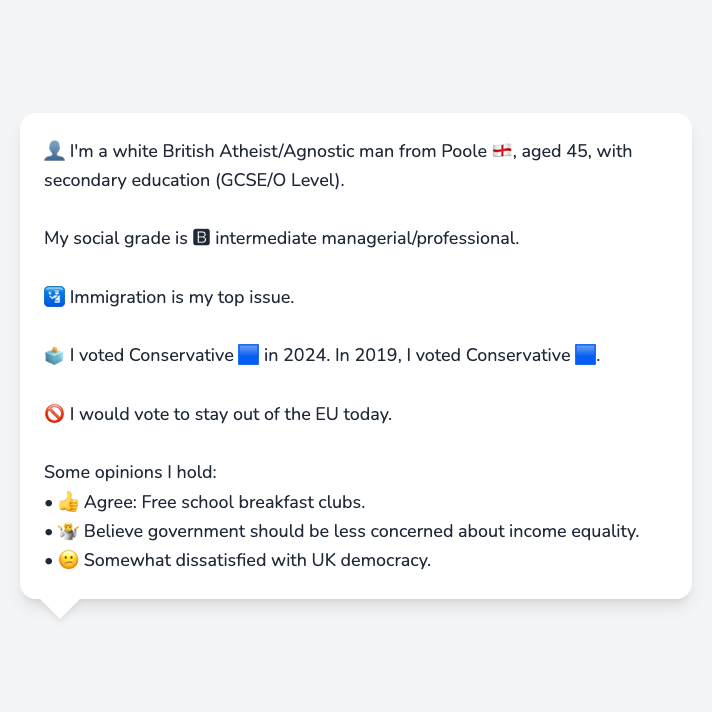 👤 I'm a white British Atheist/Agnostic man from Poole 🏴󠁧󠁢󠁥󠁮󠁧󠁿, aged 45, with
secondary education (GCSE/O Level).
My social grade is 🅱 intermediate managerial/professional.
🛂 Immigration is my top issue.
🗳️ I voted Conservative 🟦 in 2024. In 2019, I voted Conservative 🟦.
🚫 I would vote to stay out of the EU today.
Some opinions I hold:
• 👍 Agree: Free school breakfast clubs.
• 🤷 Believe government should be less concerned about income equality.
• 😕 Somewhat dissatisfied with UK democracy.